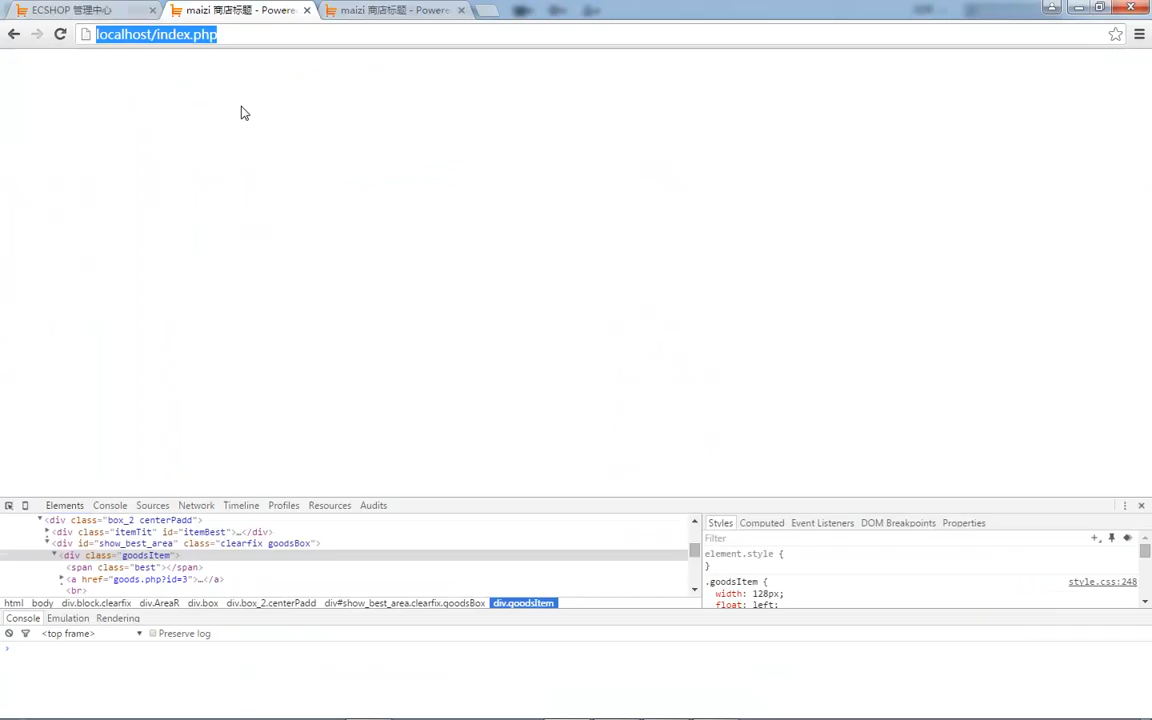 ECSHOP 管理中心
maizi 商店标题 - Powere
maizi 商店标题 - Powere
localhost/index.php
Elements Console Sources Network Timeline Profiles Resources Audits
<div class="box_2 centerPadd">
<div class="itemTit" id="itemBest">…</div>
<div id="show_best_area" class="clearfix goodsBox">
<div class="goodsItem">
<span class="best"></span>
<a href="goods.php?id=3">…</a>
<br>
html body div.block.clearfix div.AreaR div.box div.box_2.centerPadd div#show_best_area.clearfix.goodsBox div.goodsItem
Styles Computed Event Listeners DOM Breakpoints Properties
Filter
element.style {
}
.goodsItem { style.css:248
width: 128px;
float: left;
Console Emulation Rendering
<top frame> Preserve log